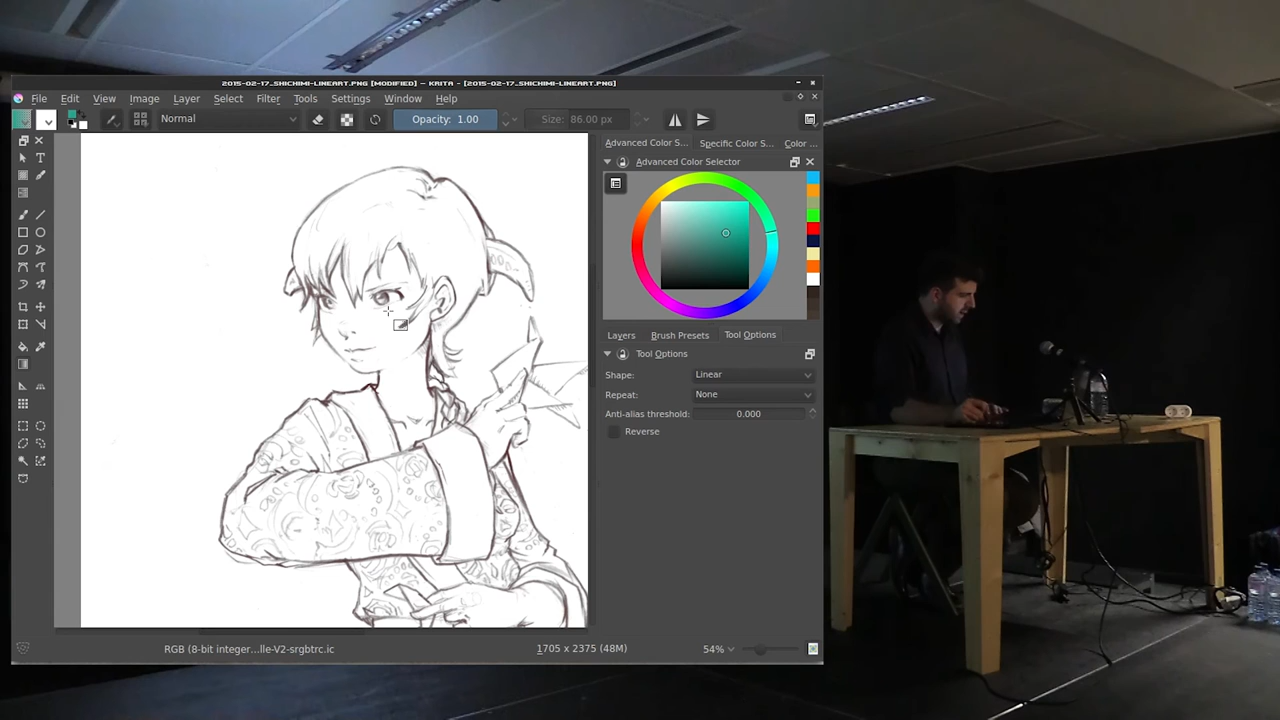 2015-02-17_SHICHIMI-LINEART.PNG [MODIFIED] – KRITA - [2015-02-17_SHICHIMI-LINEART.PNG]
File Edit View Image Layer Select Filter Tools Settings Window Help
Normal Opacity: 1.00 Size: 86.00 px
Advanced Color S... Specific Color S... Color ...
Advanced Color Selector
Layers Brush Presets Tool Options
Tool Options
Shape: Linear
Repeat: None
Anti-alias threshold: 0.000
Reverse
RGB (8-bit integer...lle-V2-srgbtrc.ic 1705 x 2375 (48M) 54%